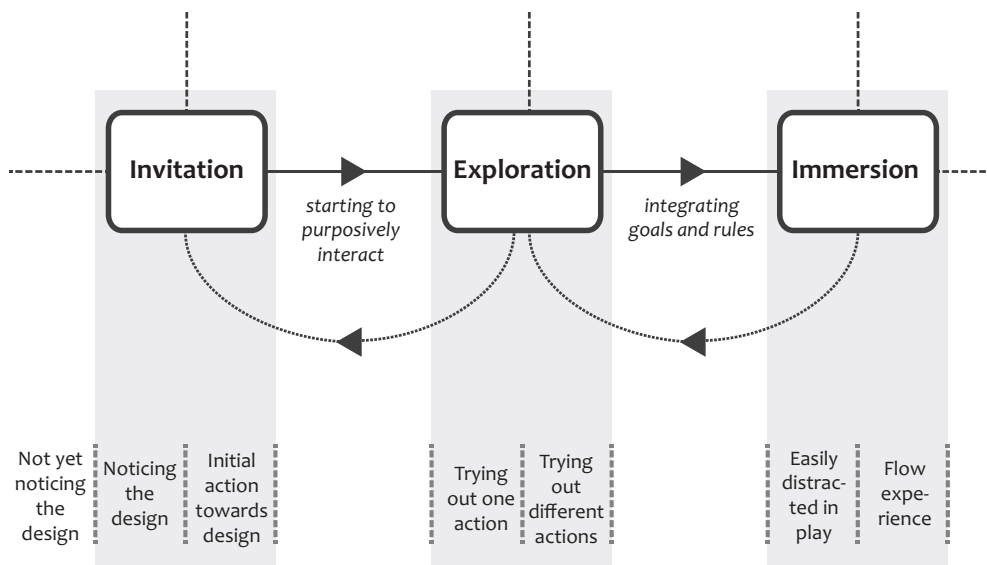 Invitation
Exploration
Immersion
starting to
purposively
interact
integrating
goals and rules
Not yet
noticing
the
design
Noticing
the
design
Initial
action
towards
design
Trying
out one
action
Trying
out
different
actions
Easily
distrac-
ted in
play
Flow
expe-
rience